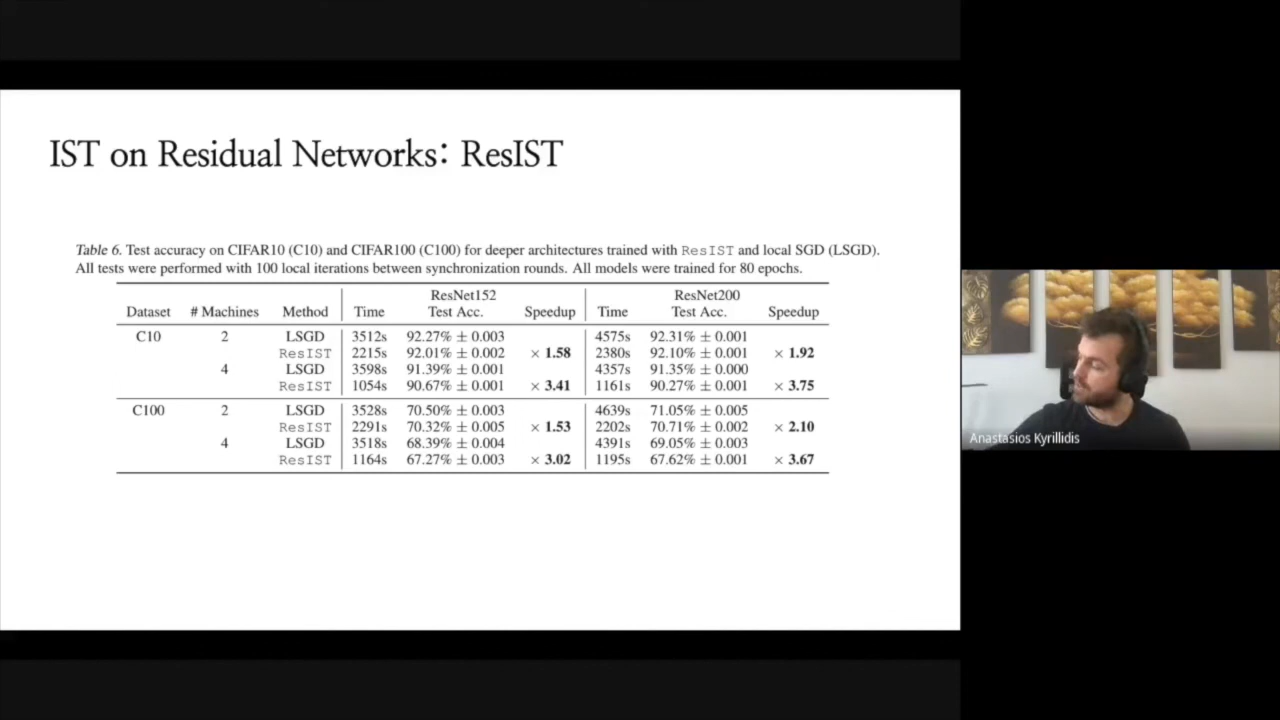 IST on Residual Networks: ResIST
Table 6. Test accuracy on CIFAR10 (C10) and CIFAR100 (C100) for deeper architectures trained with ResIST and local SGD (LSGD).
All tests were performed with 100 local iterations between synchronization rounds. All models were trained for 80 epochs.
ResNet152 ResNet200
Dataset # Machines Method Time Test Acc. Speedup Time Test Acc. Speedup
C10 2 LSGD 3512s 92.27% ± 0.003 4575s 92.31% ± 0.001
ResIST 2215s 92.01% ± 0.002 × 1.58 2380s 92.10% ± 0.001 × 1.92
4 LSGD 3598s 91.39% ± 0.001 4357s 91.35% ± 0.000
ResIST 1054s 90.67% ± 0.001 × 3.41 1161s 90.27% ± 0.001 × 3.75
C100 2 LSGD 3528s 70.50% ± 0.003 4639s 71.05% ± 0.005
ResIST 2291s 70.32% ± 0.005 × 1.53 2202s 70.71% ± 0.002 × 2.10
4 LSGD 3518s 68.39% ± 0.004 4391s 69.05% ± 0.003
ResIST 1164s 67.27% ± 0.003 × 3.02 1195s 67.62% ± 0.001 × 3.67
Anastasios Kyrillidis